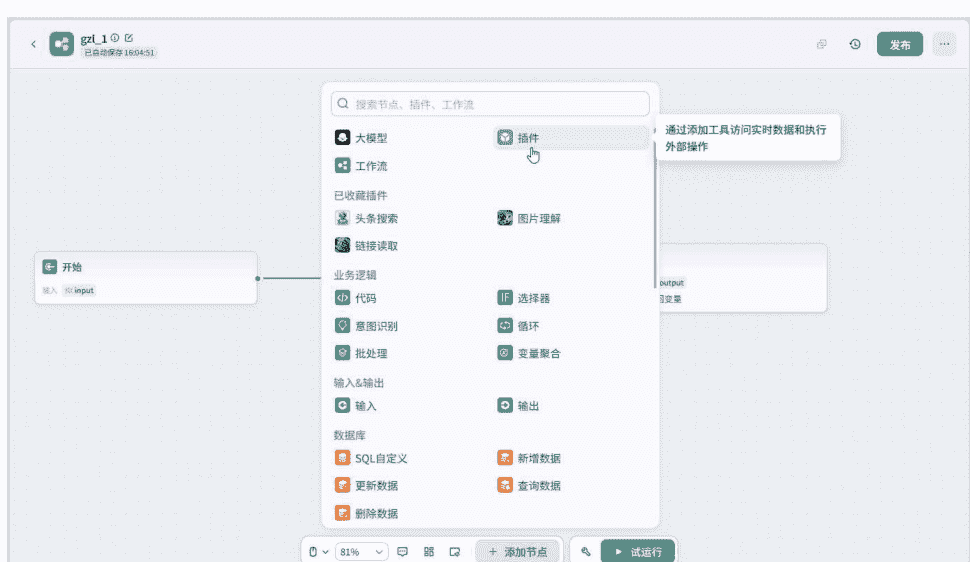 gzi_1
已自动保存 16:04:51
发布
搜索节点、插件、工作流
大模型
插件
通过添加工具访问实时数据和执行
外部操作
工作流
已收藏插件
头条搜索
图片理解
链接读取
开始
输入
input
业务逻辑
output
代码
IF
选择器
意图识别
循环
批处理
变量聚合
输入&输出
输入
输出
数据库
SQL自定义
新增数据
更新数据
查询数据
删除数据
81%
+ 添加节点
试运行